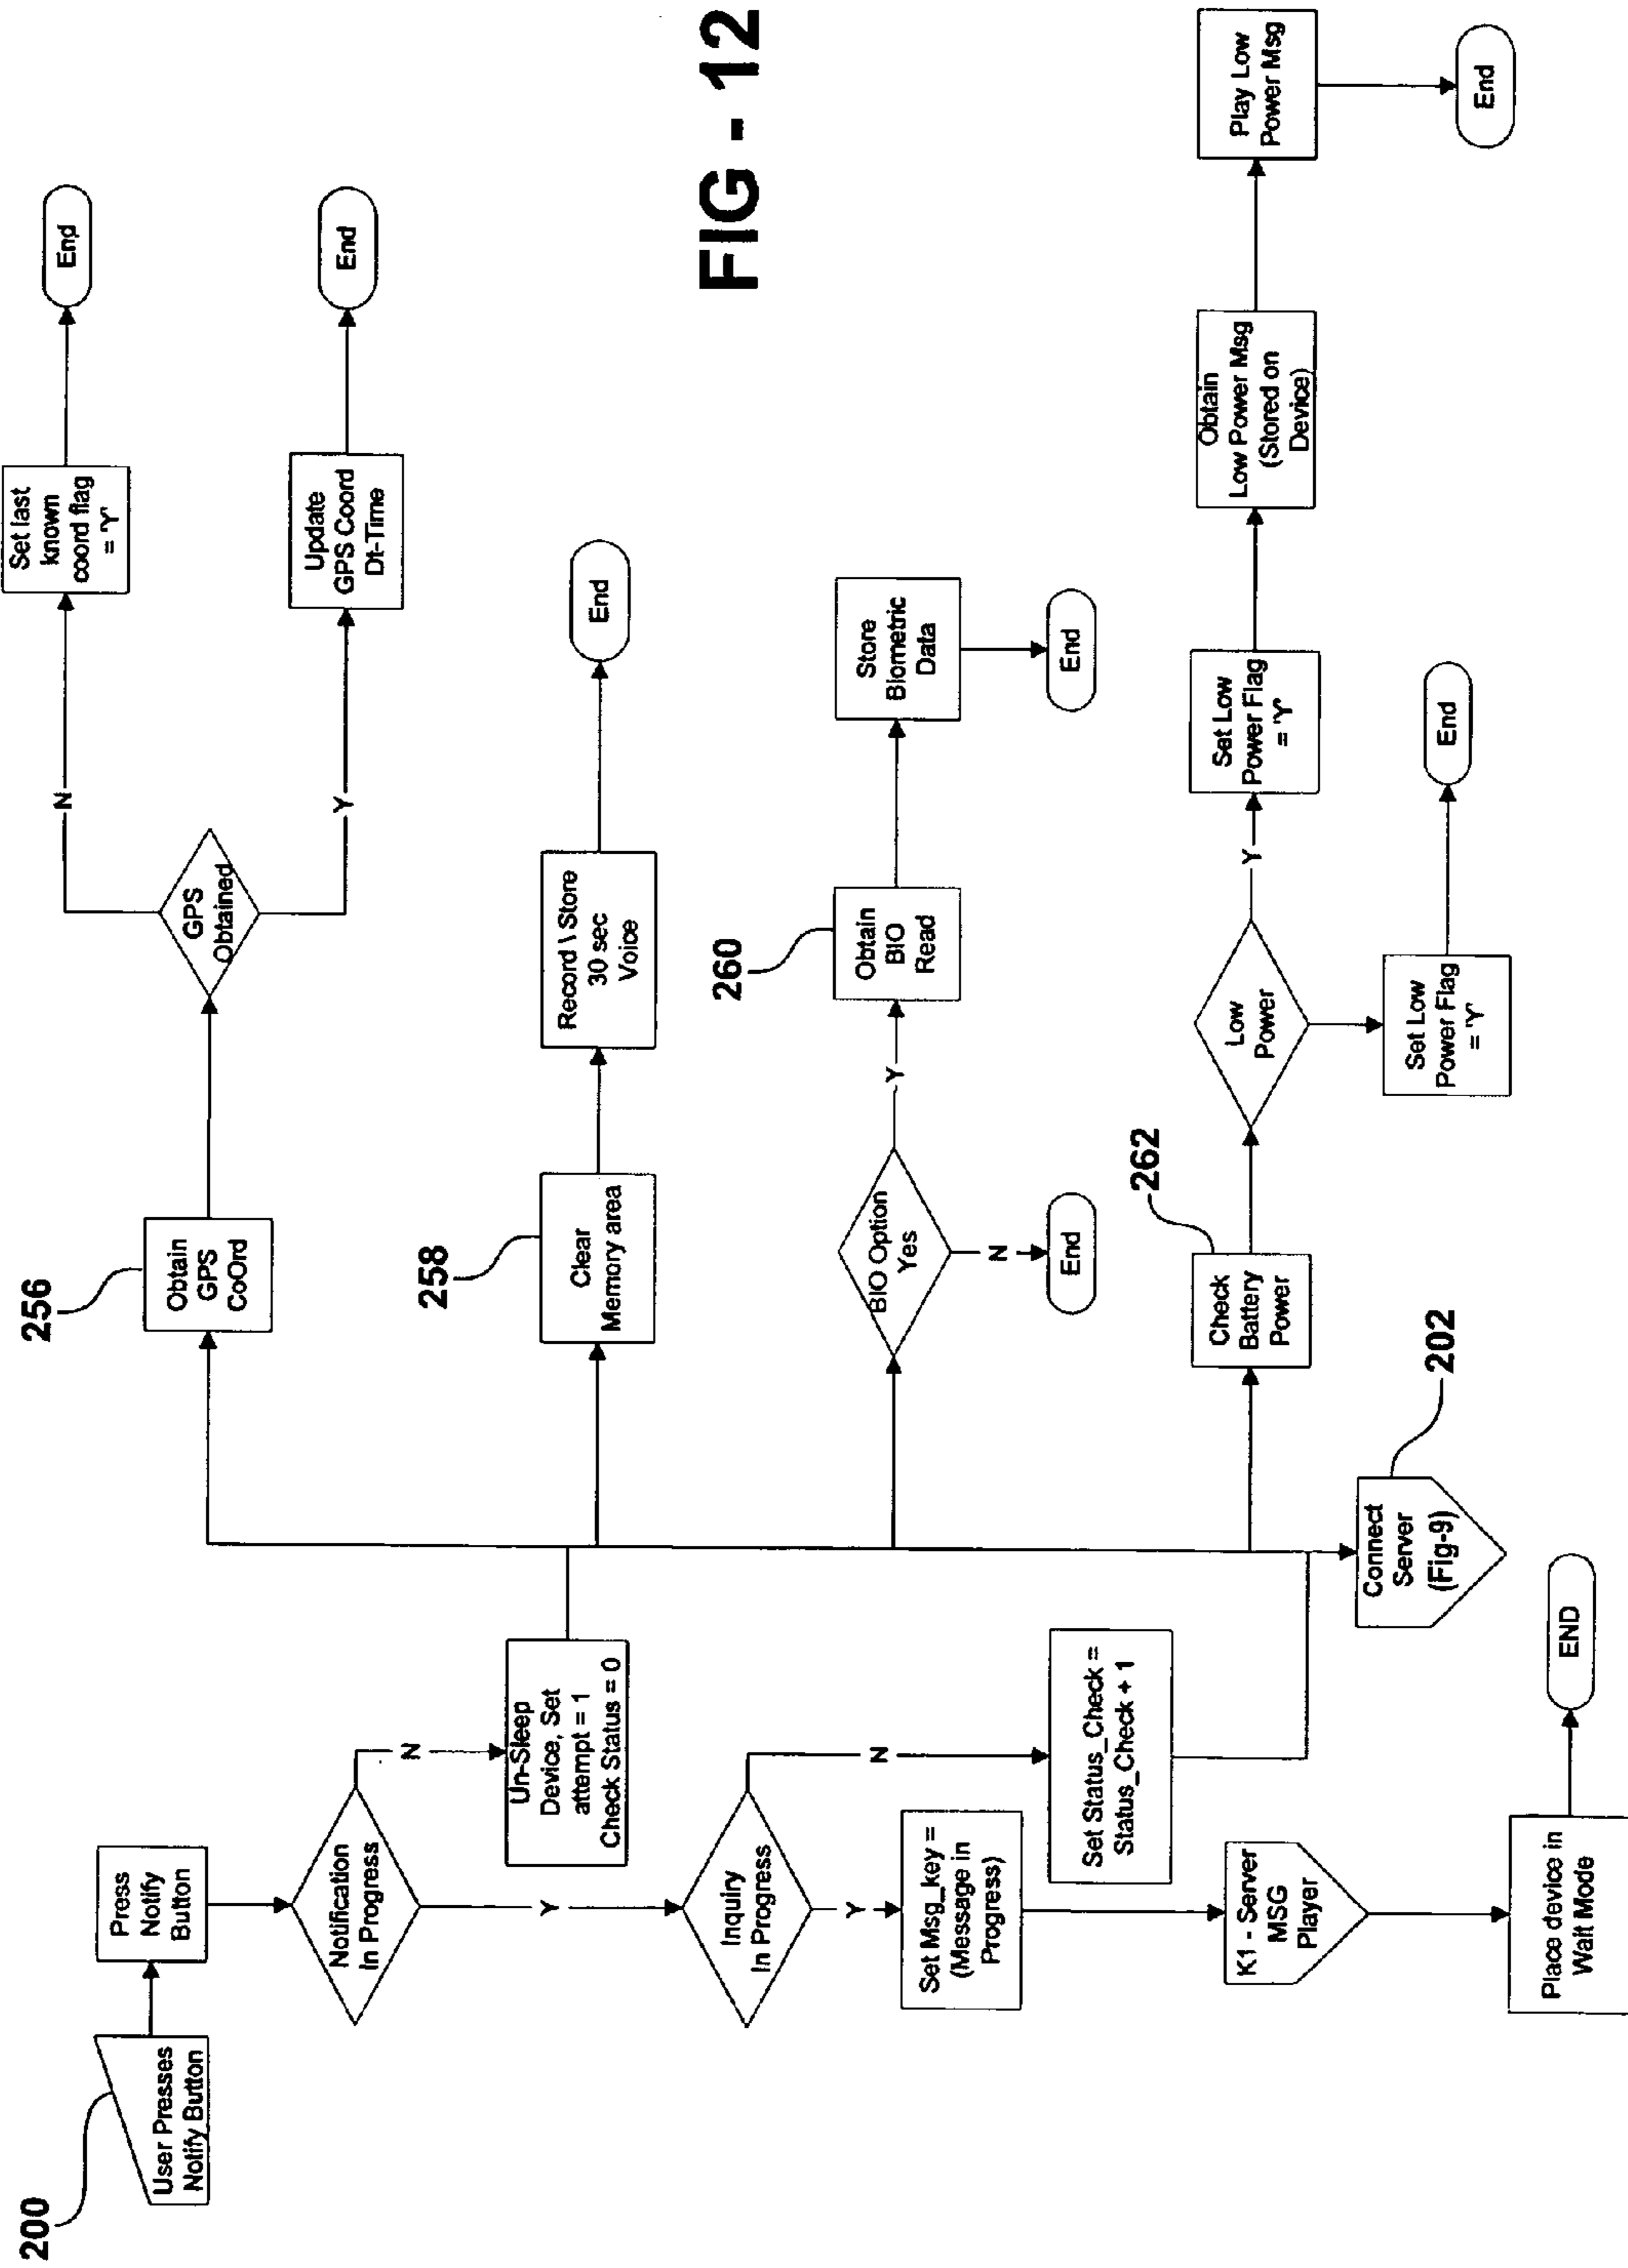 200
User Presses
Notify Button
Press
Notify
Button
Notification
In Progress
N
Un-Sleep
Device, Set
attempt = 1
Check Status = 0
Y
Inquiry
In Progress
N
Set Status_Check =
Status_Check + 1
Y
Set Msg_key =
(Message in
Progress)
K1 - Server
MSG
Player
Place device in
Wait Mode
END
256
Obtain
GPS
CoOrd
GPS
Obtained
N
Set last
known
coord flag
= 'Y'
End
Y
Update
GPS Coord
Dt-Time
End
258
Clear
Memory area
Record \ Store
30 sec
Voice
End
BIO Option
Yes
N
End
Y
260
Obtain
BIO
Read
Store
Biometric
Data
End
262
Check
Battery
Power
Low
Power
Y
Set Low
Power Flag
= 'Y'
Obtain
Low Power Msg
(Stored on
Device)
Play Low
Power Msg
End
Set Low
Power Flag
= 'Y'
End
202
Connect
Server
(Fig-9)
FIG - 12